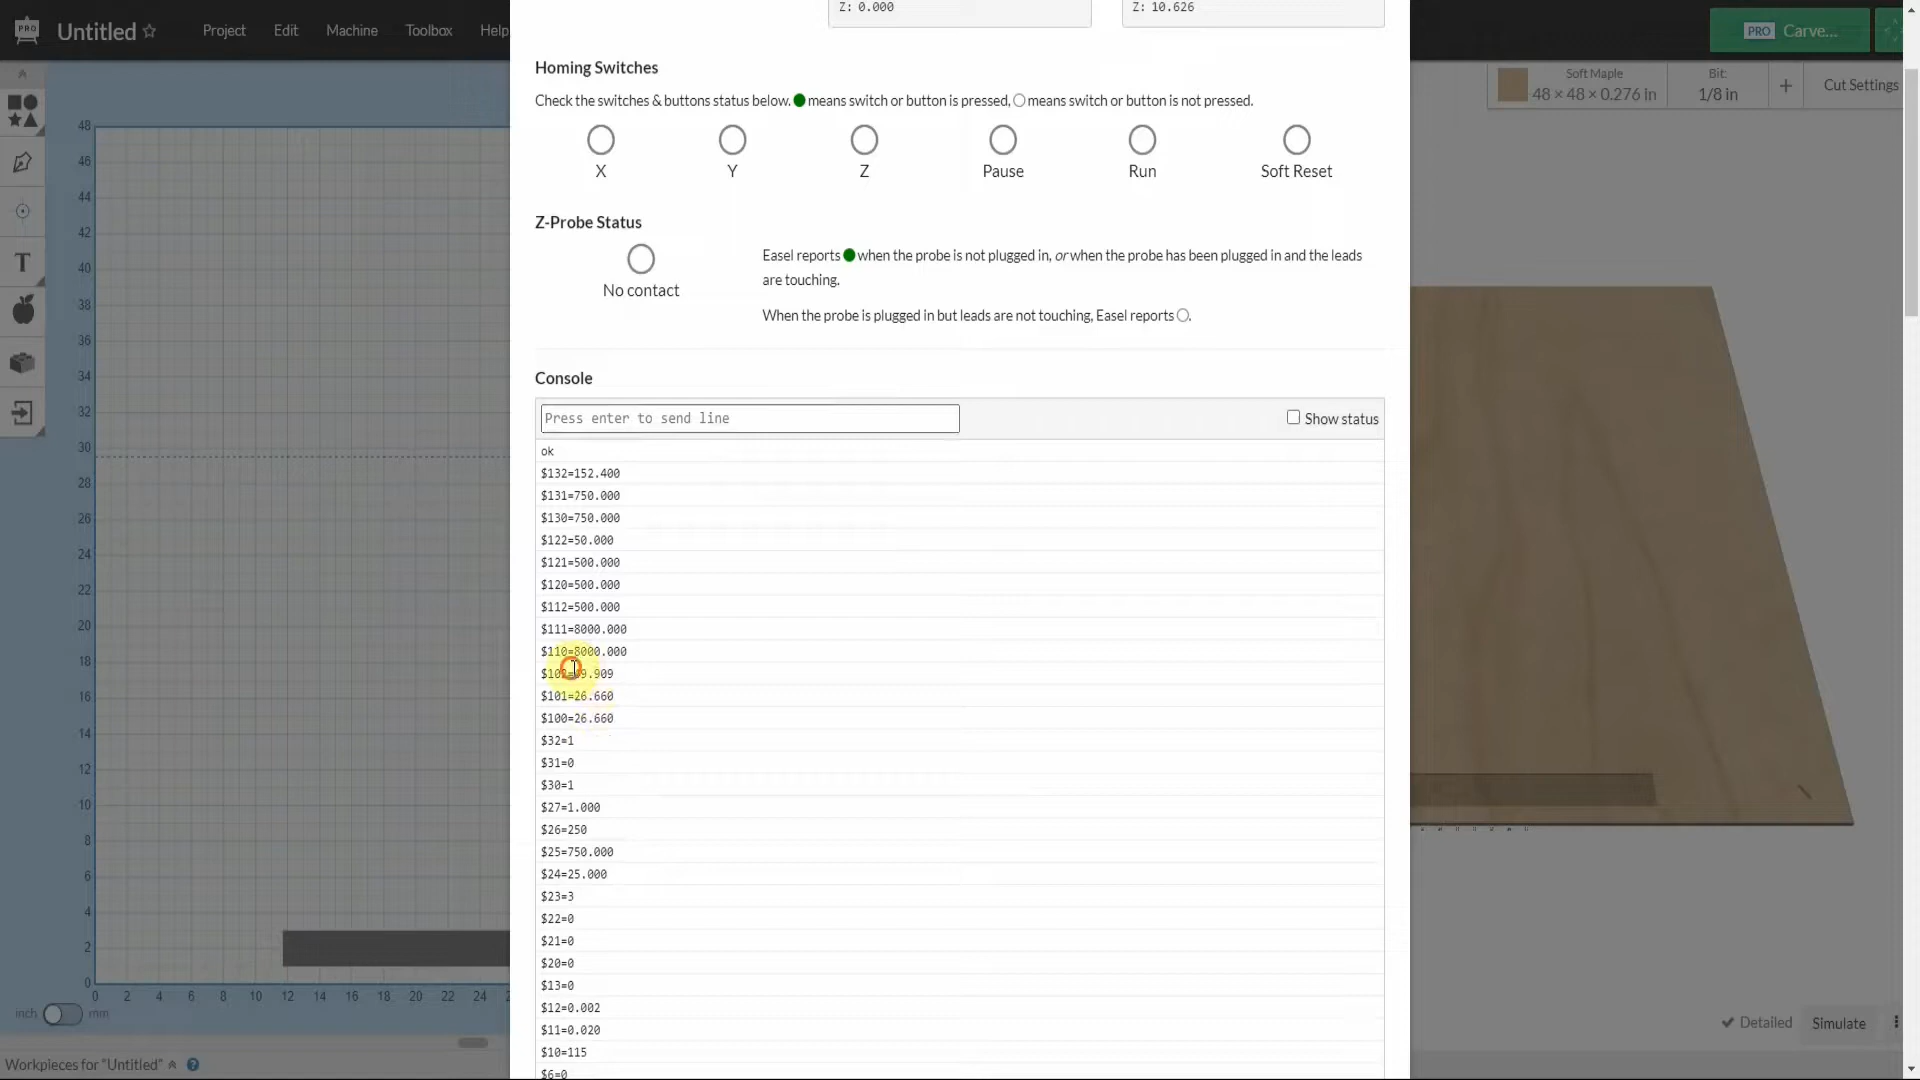 PRO
Untitled
Project
Edit
Machine
Toolbox
Help
Z: 0.000
Z: 10.626
PRO Carve...
Soft Maple
48 × 48 × 0.276 in
Bit:
1/8 in
+
Cut Settings
Homing Switches
Check the switches & buttons status below. means switch or button is pressed, means switch or button is not pressed.
X
Y
Z
Pause
Run
Soft Reset
Z-Probe Status
No contact
Easel reports when the probe is not plugged in, or when the probe has been plugged in and the leads
are touching.
When the probe is plugged in but leads are not touching, Easel reports .
Console
Press enter to send line
Show status
ok
$132=152.400
$131=750.000
$130=750.000
$122=50.000
$121=500.000
$120=500.000
$112=500.000
$111=8000.000
$110=8000.000
$101=26.660
$100=26.660
$32=1
$31=0
$30=1
$27=1.000
$26=250
$25=750.000
$24=25.000
$23=3
$22=0
$21=0
$20=0
$13=0
$12=0.002
$11=0.020
$10=115
$6=0
T
48
46
44
42
40
38
36
34
32
30
28
26
24
22
20
18
16
14
12
10
8
6
4
2
0
0 2 4 6 8 10 12 14 16 18 20 22 24
inch
mm
Workpieces for "Untitled"
?
Detailed
Simulate